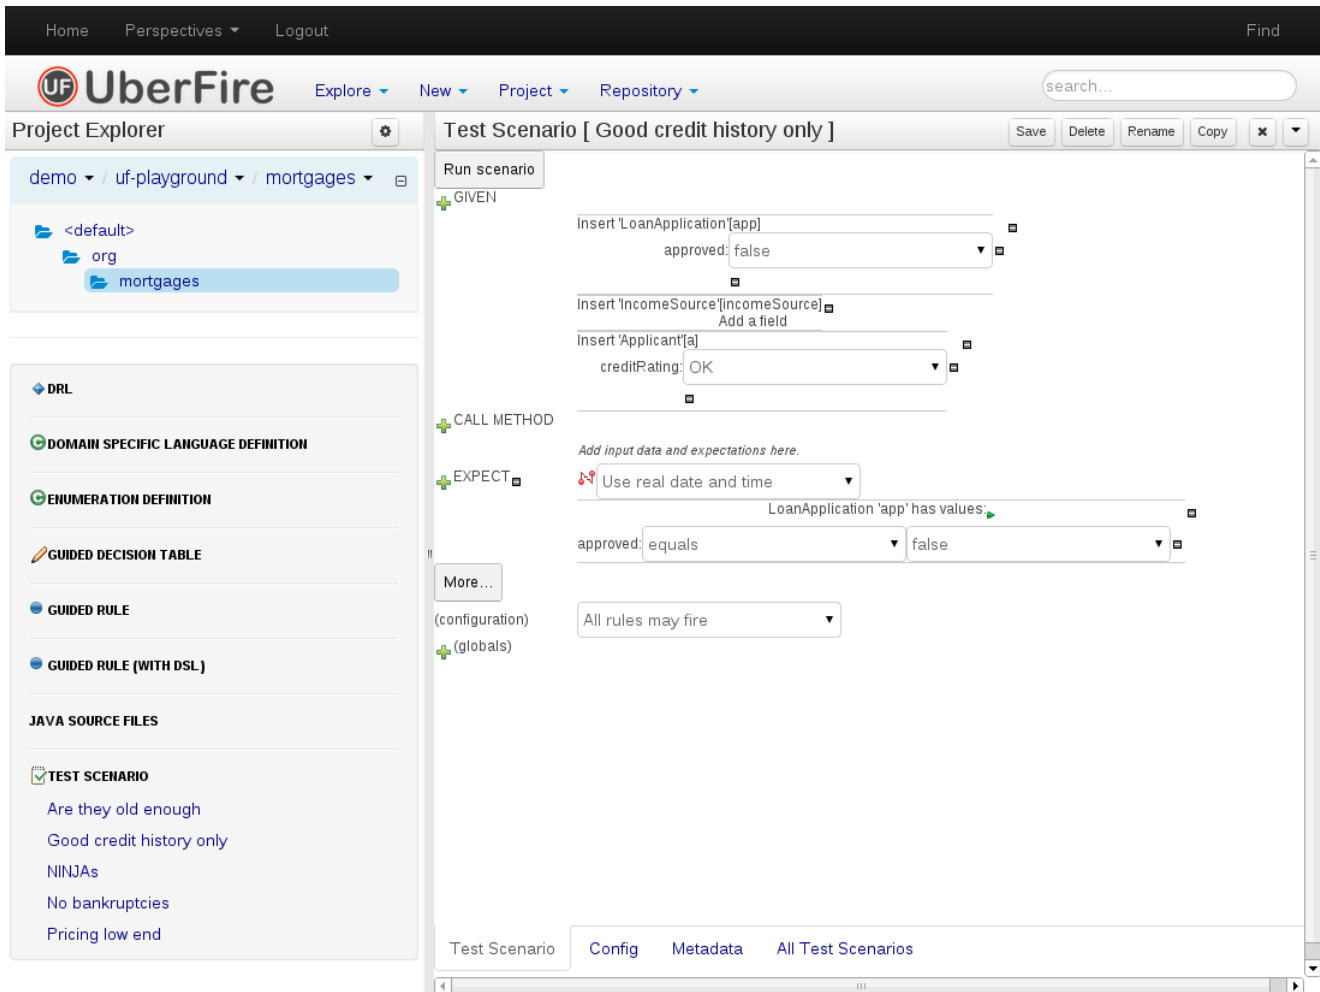 Home Perspectives Logout Find
UF UberFire Explore New Project Repository search...
Project Explorer
demo / uf-playground / mortgages
<default>
org
mortgages
DRL
DOMAIN SPECIFIC LANGUAGE DEFINITION
ENUMERATION DEFINITION
GUIDED DECISION TABLE
GUIDED RULE
GUIDED RULE (WITH DSL)
JAVA SOURCE FILES
TEST SCENARIO
Are they old enough
Good credit history only
NINJAs
No bankruptcies
Pricing low end
Test Scenario [ Good credit history only ] Save Delete Rename Copy
Run scenario
GIVEN
Insert 'LoanApplication'[app]
approved: false
Insert 'IncomeSource'[incomeSource]
Add a field
Insert 'Applicant'[a]
creditRating: OK
CALL METHOD
Add input data and expectations here.
EXPECT Use real date and time
LoanApplication 'app' has values:
approved: equals false
More...
(configuration) All rules may fire
(globals)
Test Scenario Config Metadata All Test Scenarios